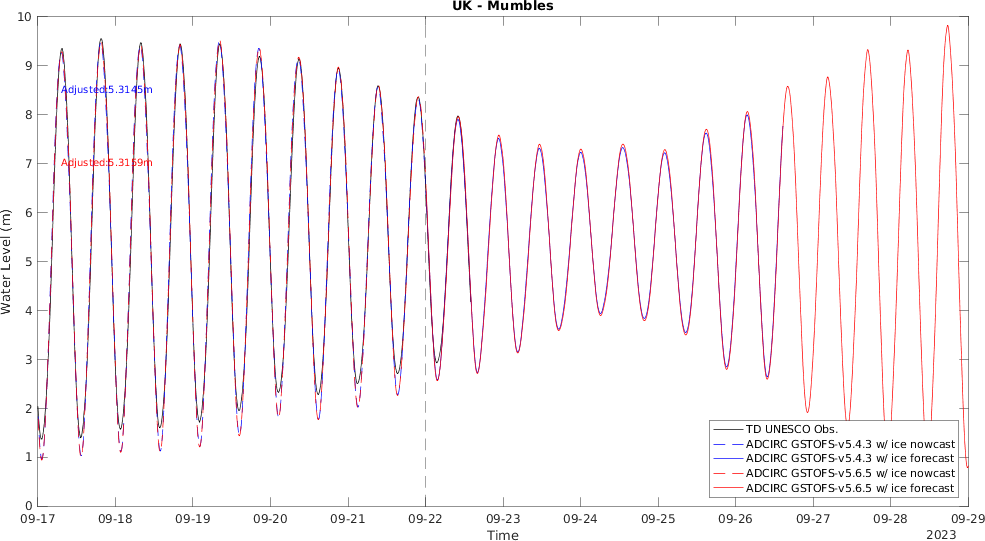 UK - Mumbles
10
9
8
7
6
5
4
3
2
1
0
Water Level (m)
Adjusted:5.3145m
Adjusted:5.3159m
TD UNESCO Obs.
ADCIRC GSTOFS-v5.4.3 w/ ice nowcast
ADCIRC GSTOFS-v5.4.3 w/ ice forecast
ADCIRC GSTOFS-v5.6.5 w/ ice nowcast
ADCIRC GSTOFS-v5.6.5 w/ ice forecast
09-17 09-18 09-19 09-20 09-21 09-22 09-23 09-24 09-25 09-26 09-27 09-28 09-29
Time
2023